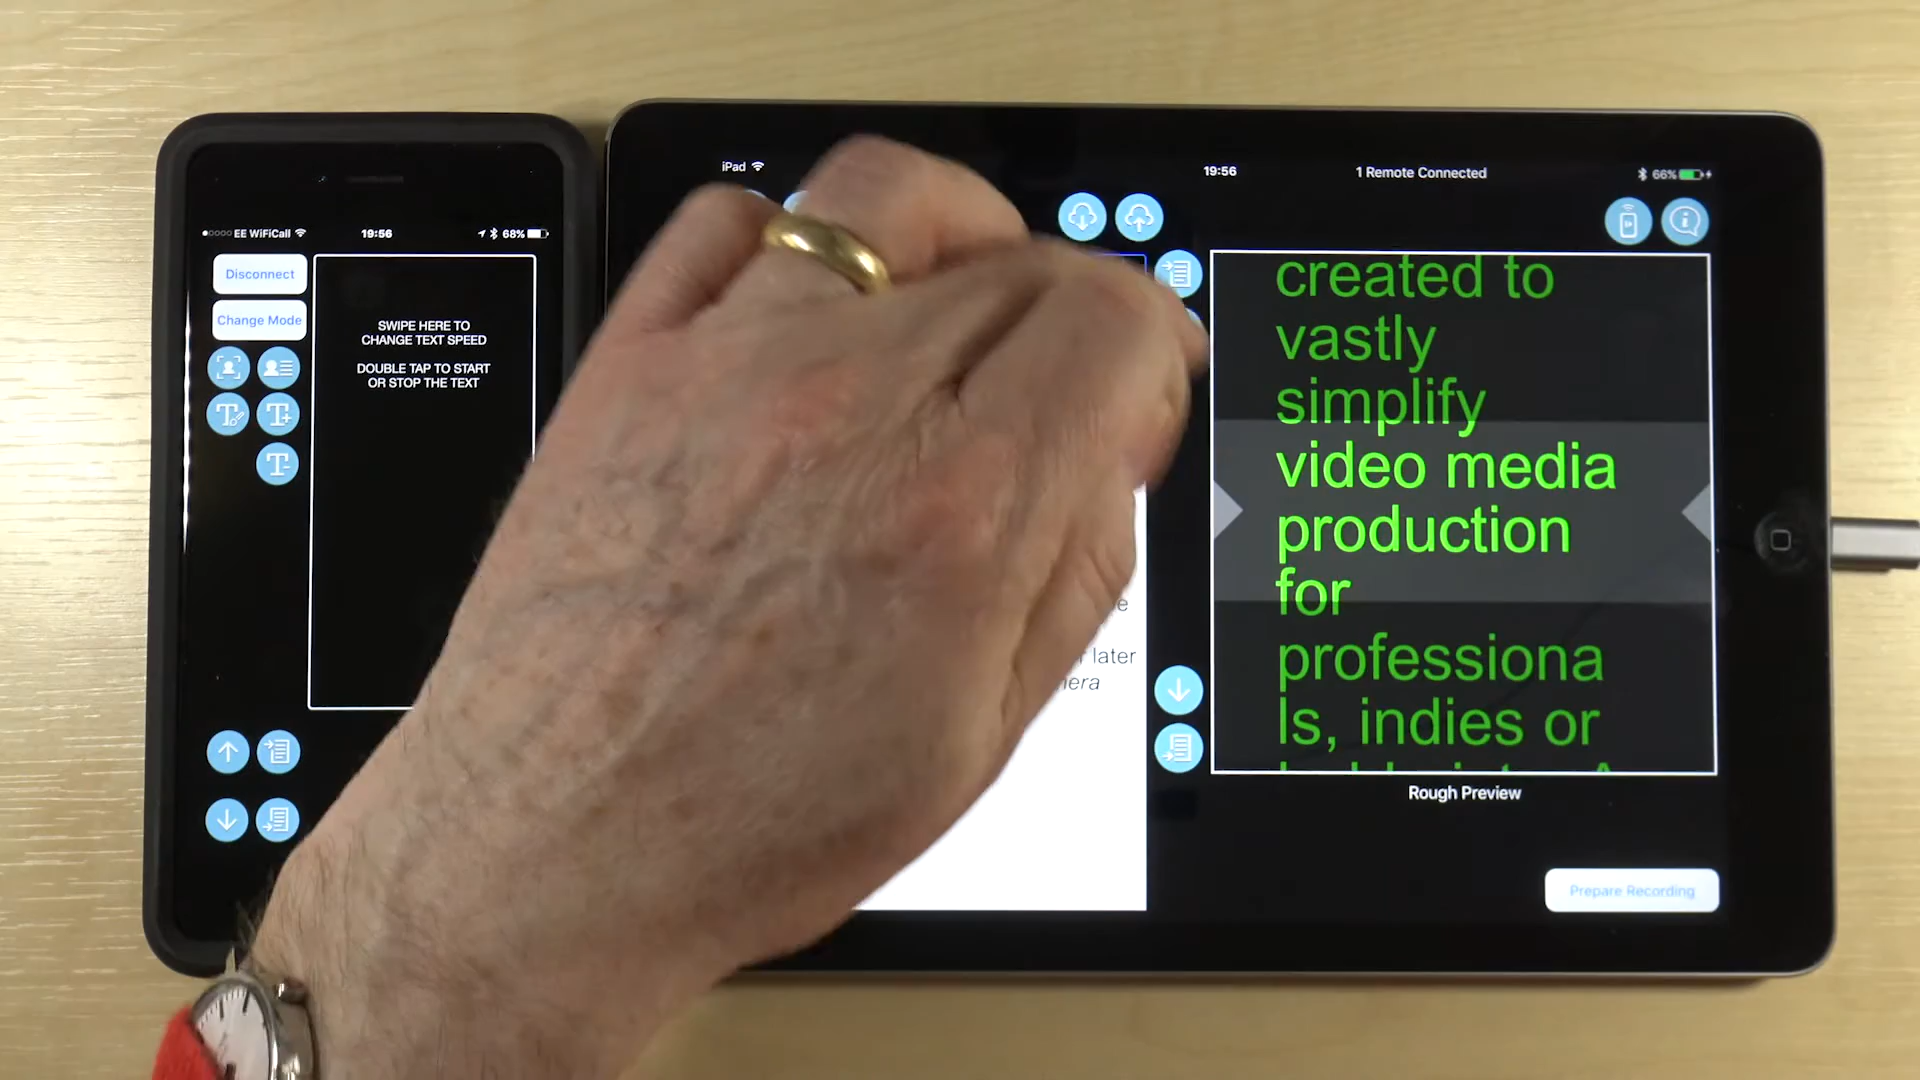 EE WiFiCall
19:56
68%
Disconnect
Change Mode
SWIPE HERE TO
CHANGE TEXT SPEED
DOUBLE TAP TO START
OR STOP THE TEXT
iPad
19:56
1 Remote Connected
66%
later
created to
vastly
simplify
video media
production
for
professiona
ls, indies or
Rough Preview
Prepare Recording